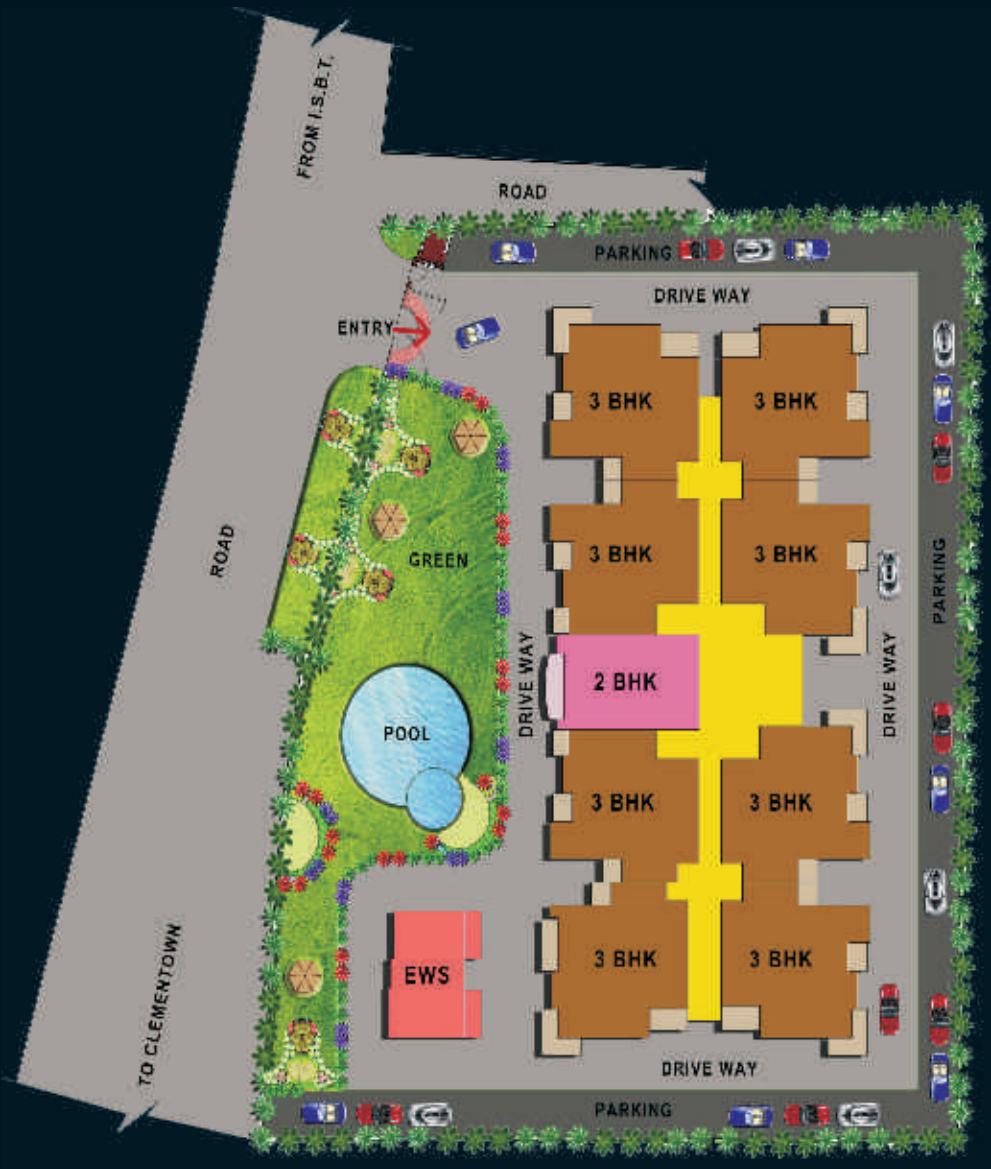 FROM I.S.B.T.
ROAD
PARKING
DRIVE WAY
ENTRY
3 BHK
3 BHK
ROAD
GREEN
3 BHK
3 BHK
PARKING
DRIVE WAY
2 BHK
DRIVE WAY
POOL
3 BHK
3 BHK
EWS
3 BHK
3 BHK
TO CLEMENTOWN
DRIVE WAY
PARKING